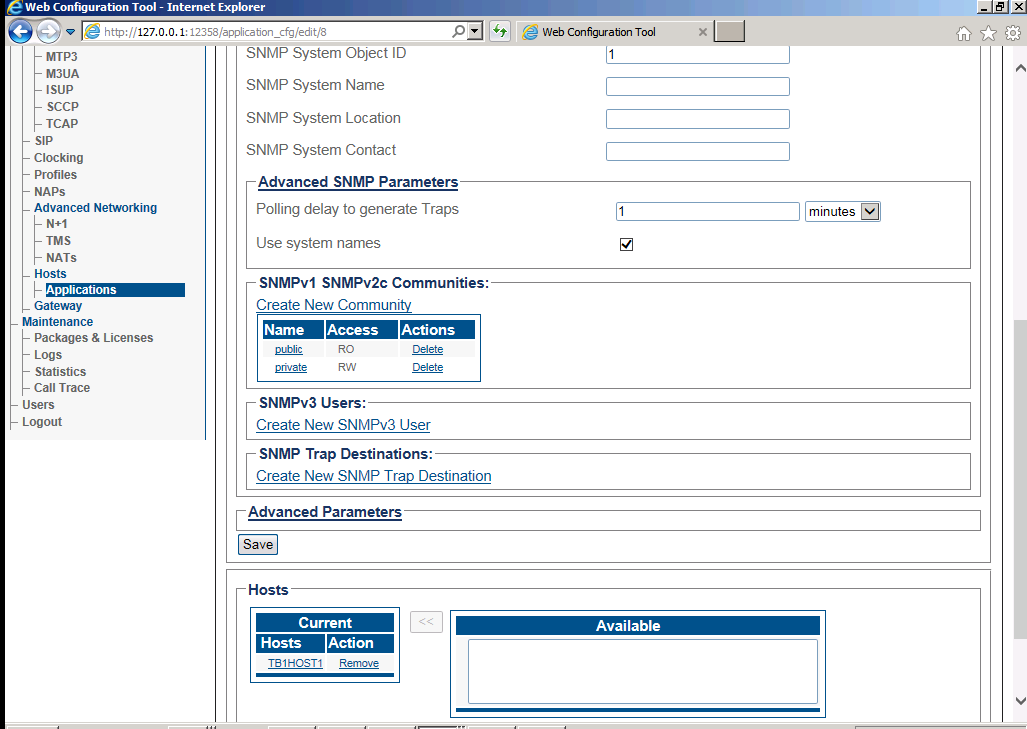 Web Configuration Tool - Internet Explorer
http://127.0.0.1:12358/application_cfg/edit/8
Web Configuration Tool
MTP3
M3UA
ISUP
SCCP
TCAP
SIP
Clocking
Profiles
NAPs
Advanced Networking
N+1
TMS
NATs
Hosts
Applications
Gateway
Maintenance
Packages & Licenses
Logs
Statistics
Call Trace
Users
Logout
SNMP System Object ID 1
SNMP System Name
SNMP System Location
SNMP System Contact
Advanced SNMP Parameters
Polling delay to generate Traps 1 minutes
Use system names
SNMPv1 SNMPv2c Communities:
Create New Community
Name Access Actions
public RO Delete
private RW Delete
SNMPv3 Users:
Create New SNMPv3 User
SNMP Trap Destinations:
Create New SNMP Trap Destination
Advanced Parameters
Save
Hosts
Current << Available
Hosts Action
TB1HOST1 Remove